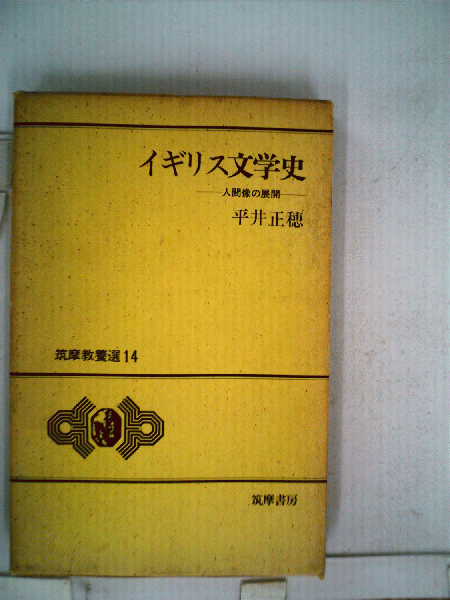 イギリス文学史
人間像の展開
平井正穂
筑摩教養選14
筑摩書房